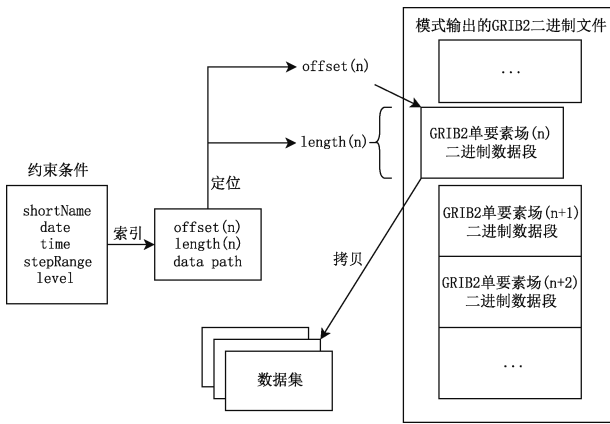 模式输出的GRIB2二进制文件
...
offset(n)
length(n)
GRIB2单要素场(n)
二进制数据段
约束条件
定位
shortName
date
time
stepRange
level
索引
offset(n)
length(n)
data path
GRIB2单要素场(n+1)
二进制数据段
拷贝
GRIB2单要素场(n+2)
二进制数据段
数据集
...